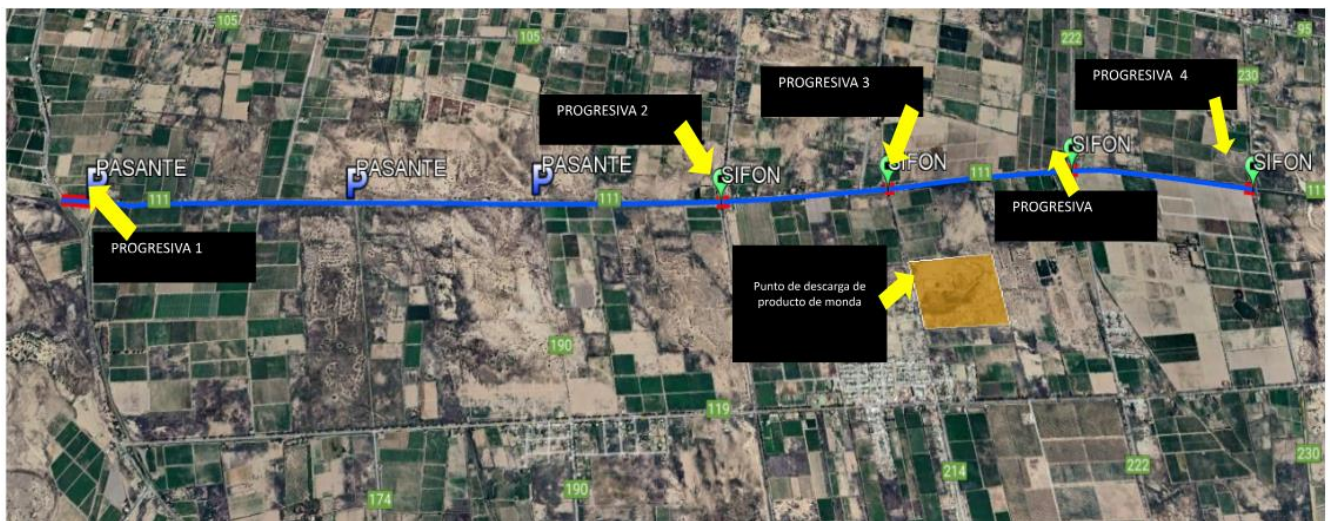 105
105
222
95
230
PROGRESIVA 4
PROGRESIVA 3
PROGRESIVA 2
PASANTE
PASANTE
PASANTE
SIFON
SIFON
SIFON
SIFON
111
111
111
111
PROGRESIVA
PROGRESIVA 1
Punto de descarga de
producto de monda
190
119
174
190
214
222
230